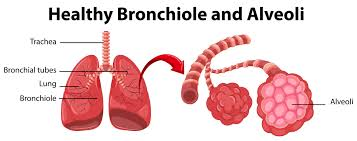 Healthy Bronchiole and Alveoli
Trachea
Bronchial tubes
Lung
Bronchiole
Alveoli